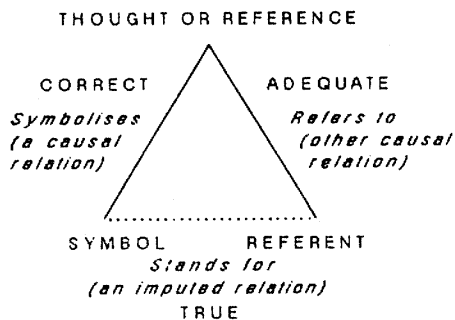 THOUGHT OR REFERENCE
CORRECT
ADEQUATE
Symbolises
(a causal
relation)
Refers to
(other causal
relation)
SYMBOL
REFERENT
Stands for
(an imputed relation)
TRUE